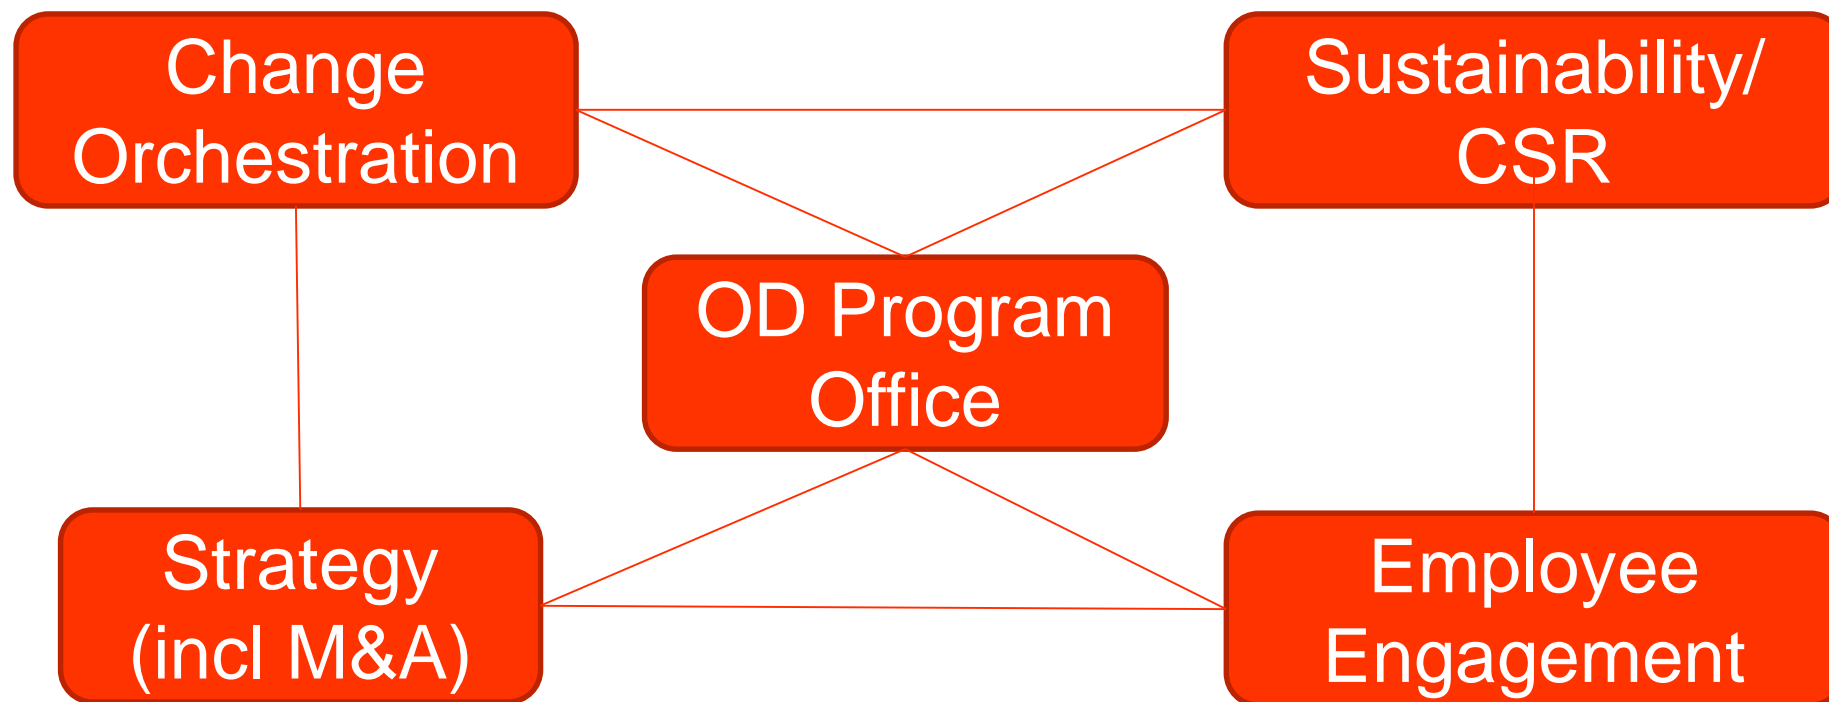 Change
Orchestration
Sustainability/
CSR
OD Program
Office
Strategy
(incl M&A)
Employee
Engagement